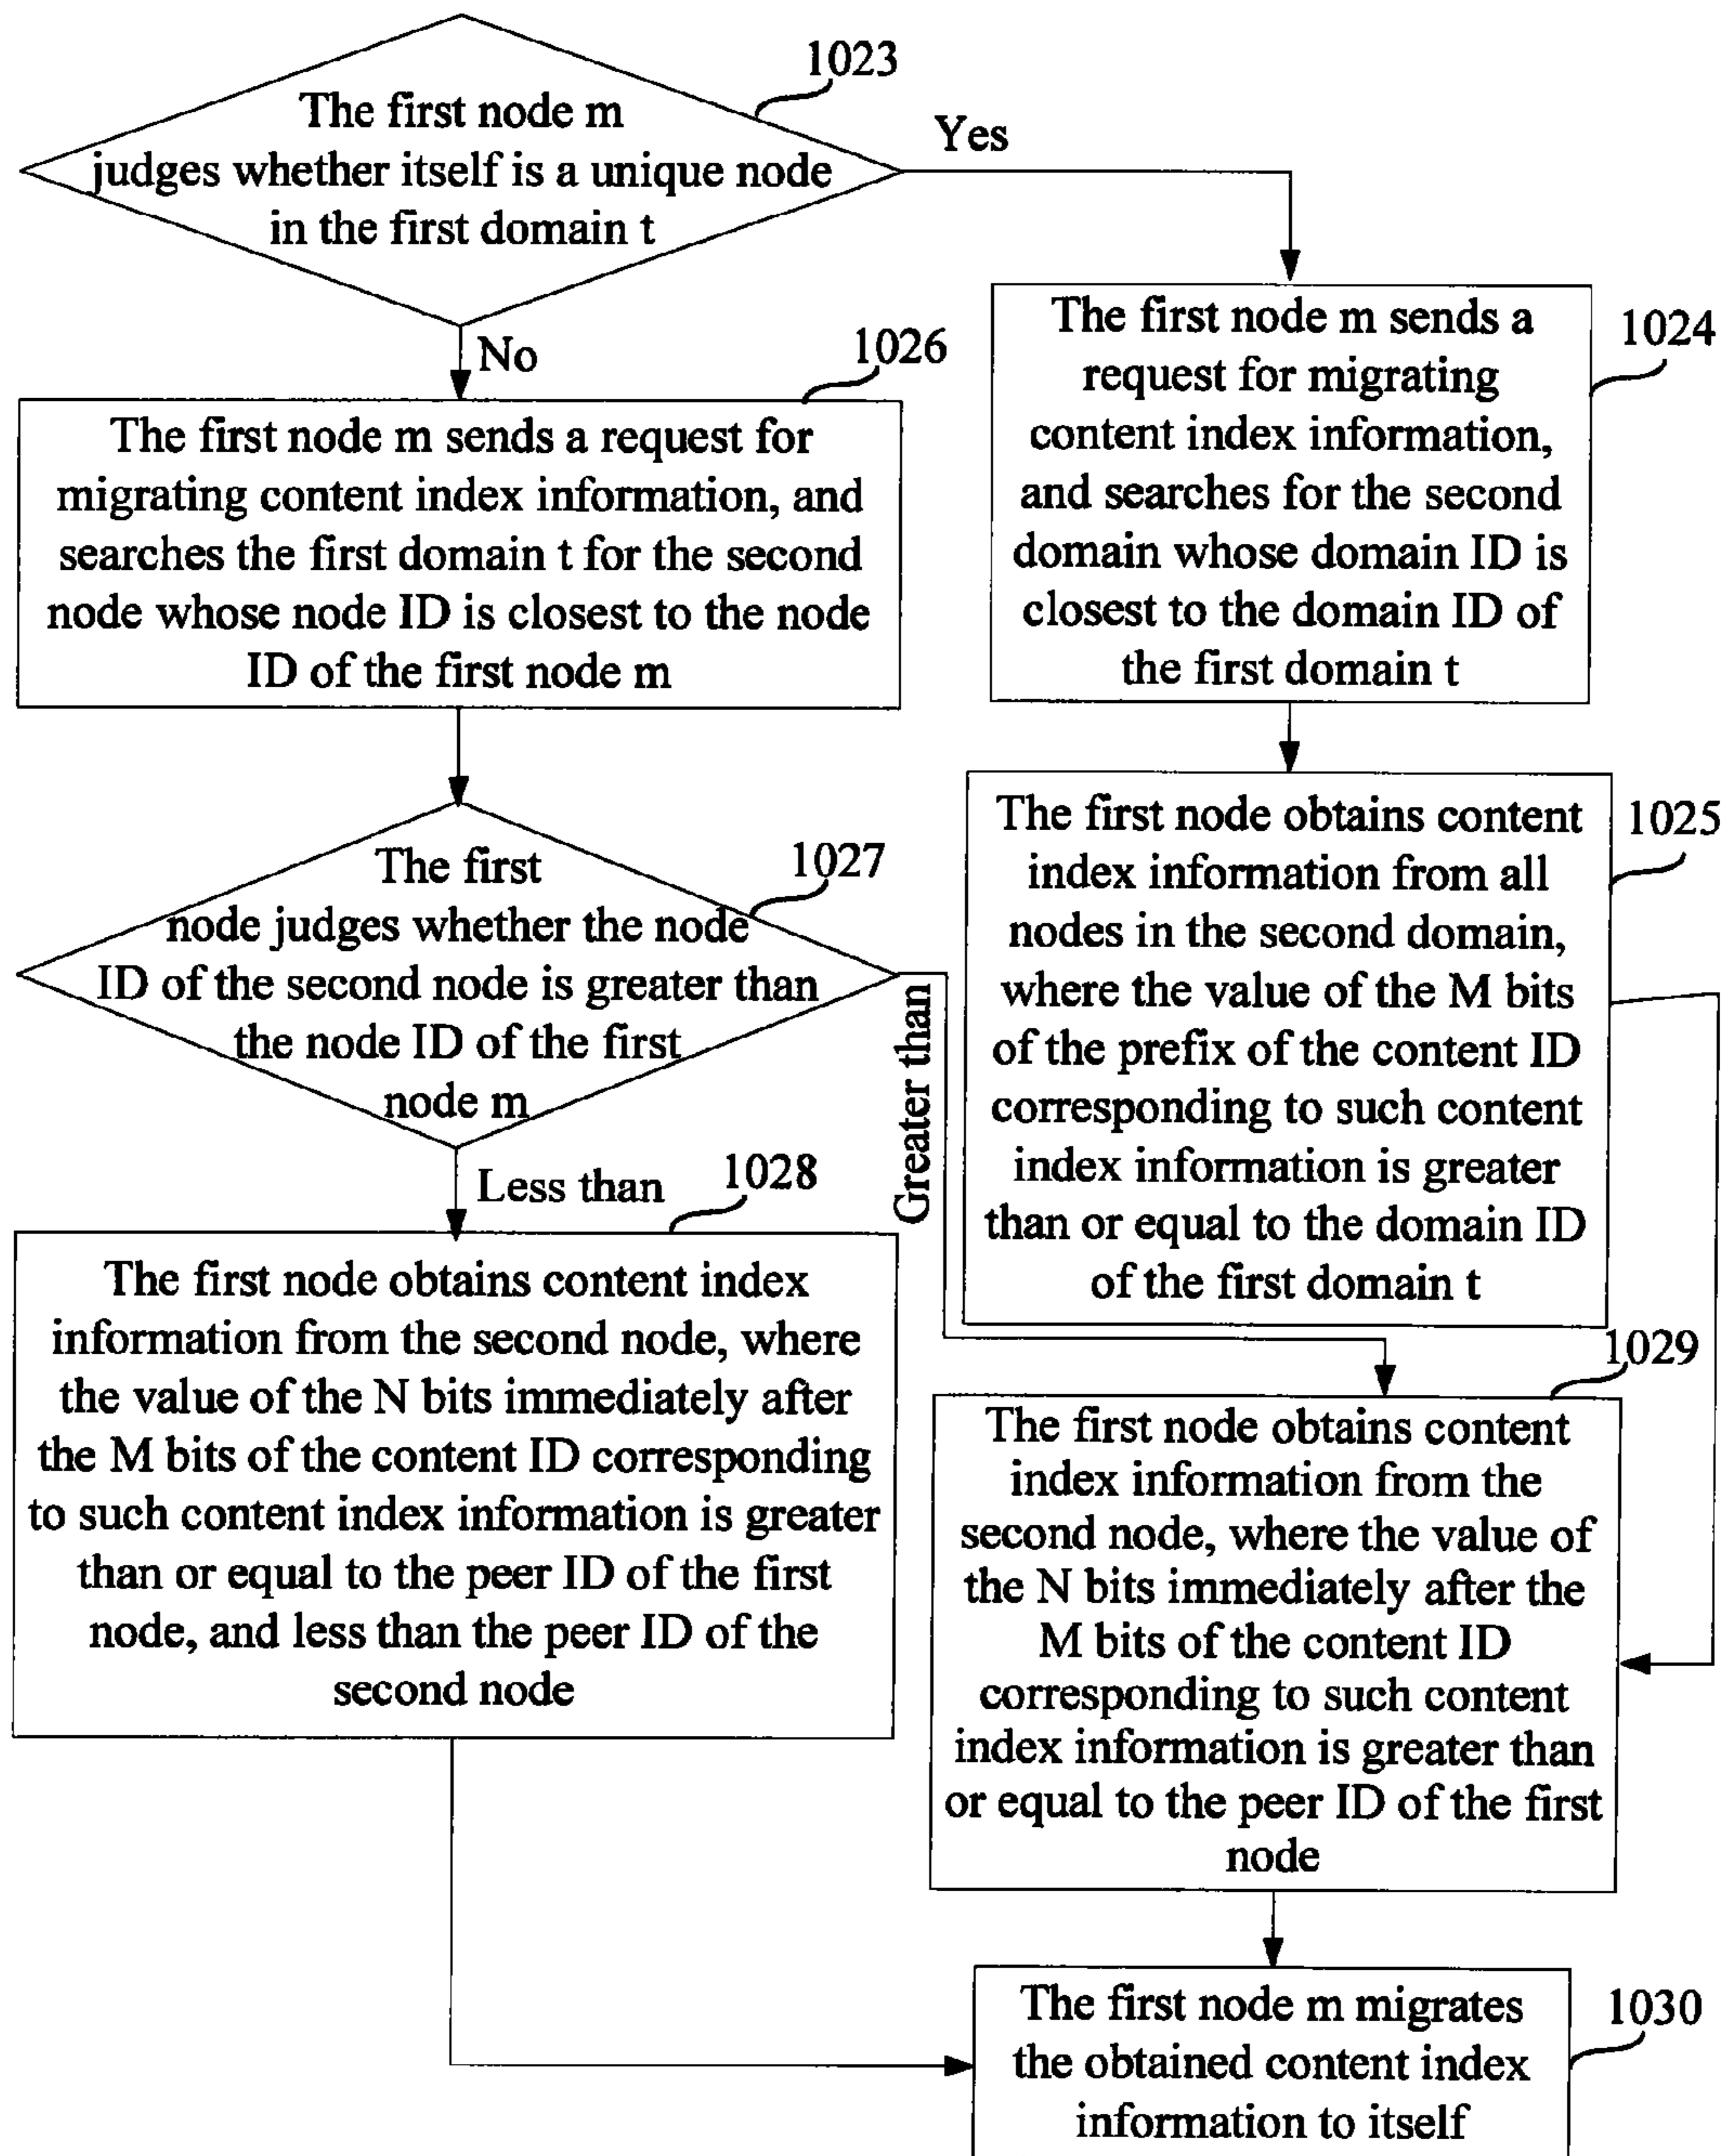 1023
The first node m
judges whether itself is a unique node
in the first domain t
Yes
No
1024
The first node m sends a
request for migrating
content index information,
and searches for the second
domain whose domain ID is
closest to the domain ID of
the first domain t
1026
The first node m sends a request for
migrating content index information, and
searches the first domain t for the second
node whose node ID is closest to the node
ID of the first node m
1025
The first node obtains content
index information from all
nodes in the second domain,
where the value of the M bits
of the prefix of the content ID
corresponding to such content
index information is greater
than or equal to the domain ID
of the first domain t
1027
The first
node judges whether the node
ID of the second node is greater than
the node ID of the first
node m
Greater than
Less than
1028
The first node obtains content index
information from the second node, where
the value of the N bits immediately after
the M bits of the content ID corresponding
to such content index information is greater
than or equal to the peer ID of the first
node, and less than the peer ID of the
second node
1029
The first node obtains content
index information from the
second node, where the value of
the N bits immediately after the
M bits of the content ID
corresponding to such content
index information is greater than
or equal to the peer ID of the first
node
1030
The first node m migrates
the obtained content index
information to itself